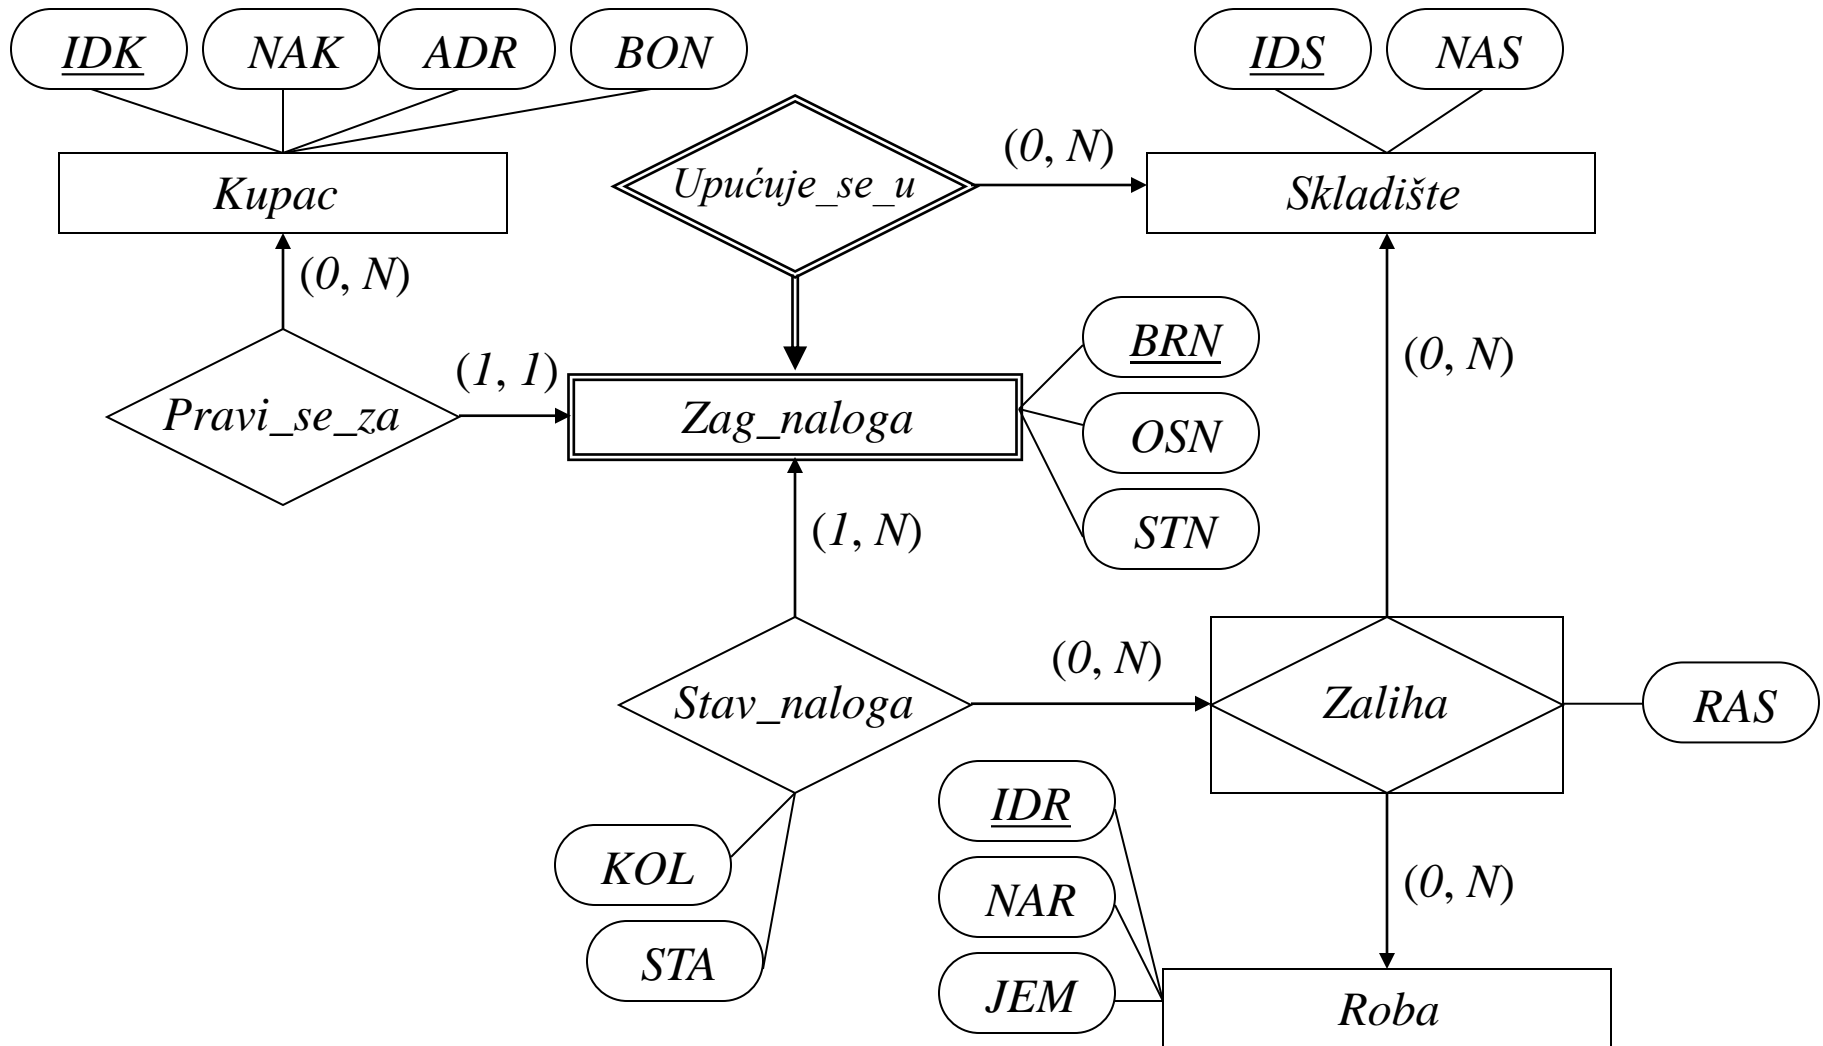 IDK NAK ADR BON IDS NAS
Kupac
Upućuje_se_u
(0, N)
Skladište
(0, N)
Pravi_se_za
(1, 1)
Zag_naloga
BRN
OSN
STN
(0, N)
(1, N)
Stav_naloga
(0, N)
Zaliha
RAS
KOL
STA
IDR
NAR
JEM
(0, N)
Roba